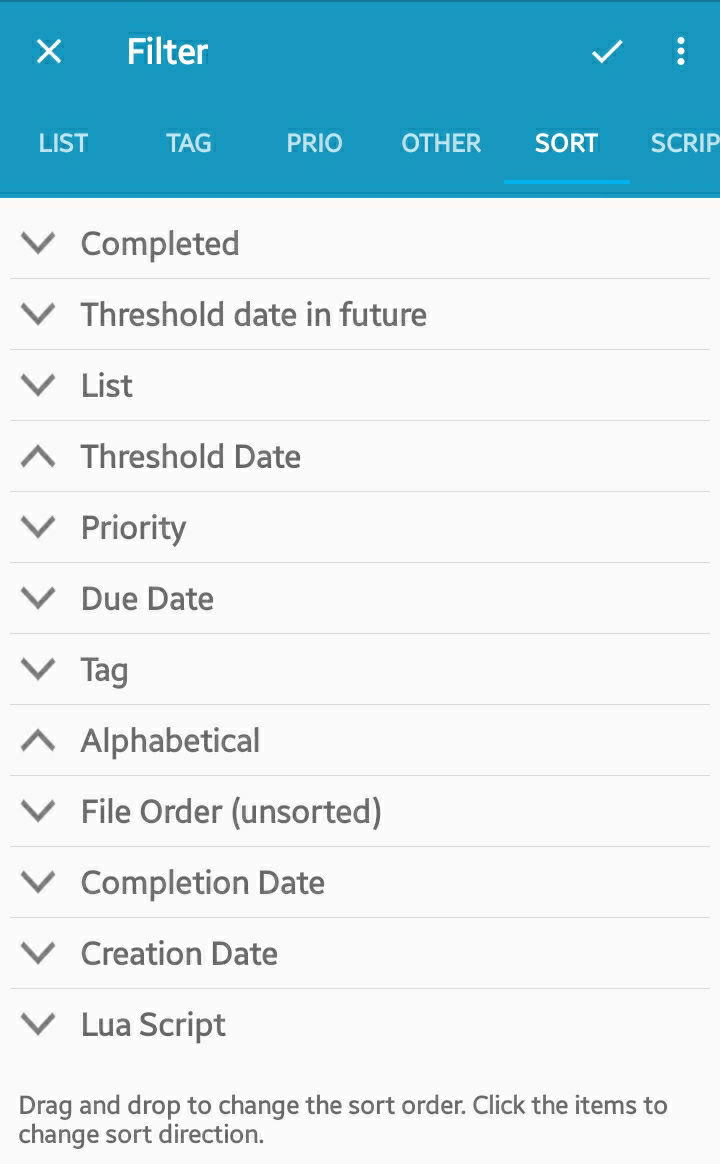 Filter
LIST TAG PRIO OTHER SORT SCRIP
Completed
Threshold date in future
List
Threshold Date
Priority
Due Date
Tag
Alphabetical
File Order (unsorted)
Completion Date
Creation Date
Lua Script
Drag and drop to change the sort order. Click the items to
change sort direction.